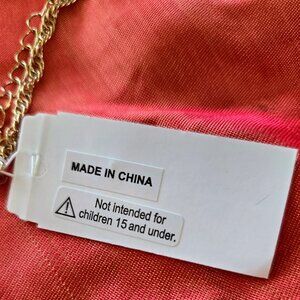 MADE IN CHINA
Not intended for
children 15 and under.